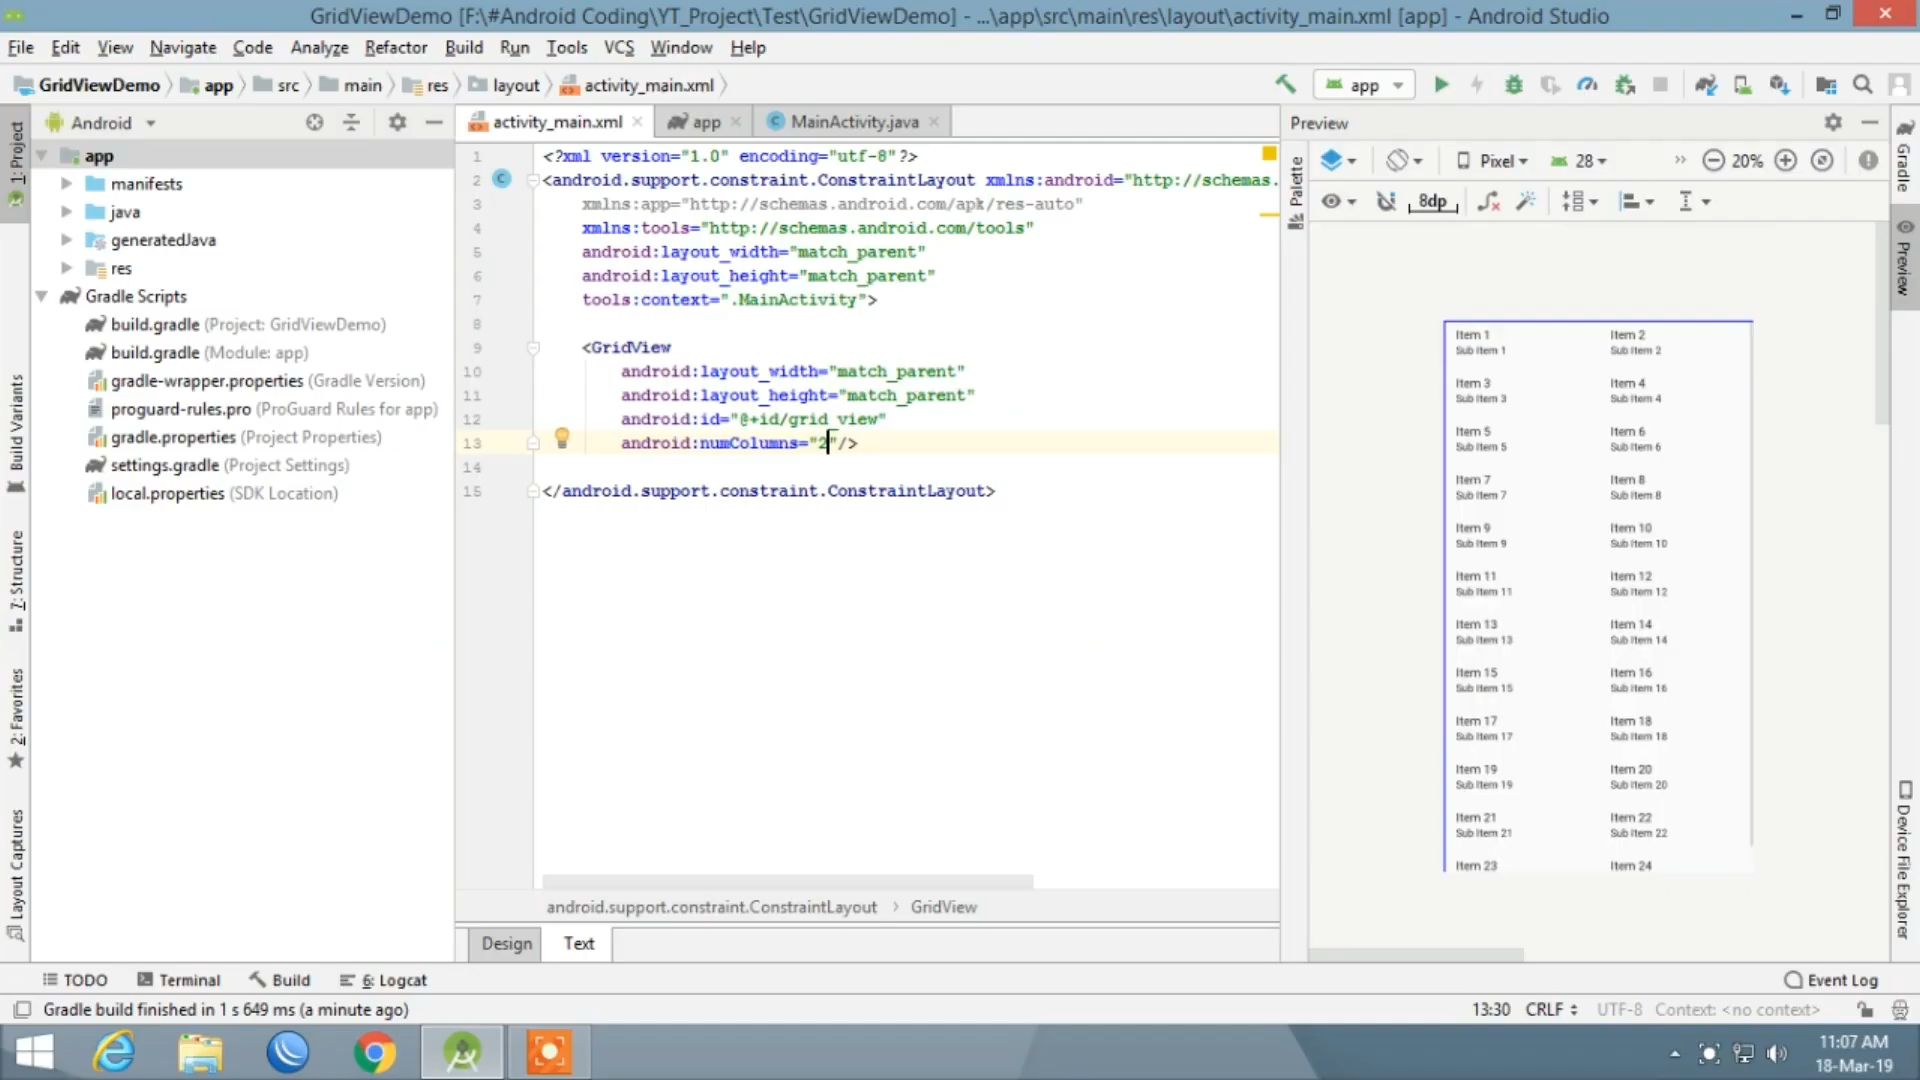 GridViewDemo [F:\#Android Coding\YT_Project\Test\GridViewDemo] - ...\app\src\main\res\layout\activity_main.xml [app] - Android Studio
File Edit View Navigate Code Analyze Refactor Build Run Tools VCS Window Help
GridViewDemo app src main res layout activity_main.xml
app
1: Project
Build Variants
7: Structure
2: Favorites
Layout Captures
Android
app
manifests
java
generatedJava
res
Gradle Scripts
build.gradle (Project: GridViewDemo)
build.gradle (Module: app)
gradle-wrapper.properties (Gradle Version)
proguard-rules.pro (ProGuard Rules for app)
gradle.properties (Project Properties)
settings.gradle (Project Settings)
local.properties (SDK Location)
activity_main.xml app MainActivity.java
1 <?xml version="1.0" encoding="utf-8"?>
2 <android.support.constraint.ConstraintLayout xmlns:android="http://schemas.
3 xmlns:app="http://schemas.android.com/apk/res-auto"
4 xmlns:tools="http://schemas.android.com/tools"
5 android:layout_width="match_parent"
6 android:layout_height="match_parent"
7 tools:context=".MainActivity">
8
9 <GridView
10 android:layout_width="match_parent"
11 android:layout_height="match_parent"
12 android:id="@+id/grid_view"
13 android:numColumns="2"/>
14
15 </android.support.constraint.ConstraintLayout>
android.support.constraint.ConstraintLayout > GridView
Design Text
Preview
Palette
Pixel 28 20%
8dp
Item 1 Item 2
Sub Item 1 Sub Item 2
Item 3 Item 4
Sub Item 3 Sub Item 4
Item 5 Item 6
Sub Item 5 Sub Item 6
Item 7 Item 8
Sub Item 7 Sub Item 8
Item 9 Item 10
Sub Item 9 Sub Item 10
Item 11 Item 12
Sub Item 11 Sub Item 12
Item 13 Item 14
Sub Item 13 Sub Item 14
Item 15 Item 16
Sub Item 15 Sub Item 16
Item 17 Item 18
Sub Item 17 Sub Item 18
Item 19 Item 20
Sub Item 19 Sub Item 20
Item 21 Item 22
Sub Item 21 Sub Item 22
Item 23 Item 24
Gradle
Preview
Device File Explorer
TODO Terminal Build 6: Logcat Event Log
Gradle build finished in 1 s 649 ms (a minute ago) 13:30 CRLF UTF-8 Context: <no context>
11:07 AM
18-Mar-19